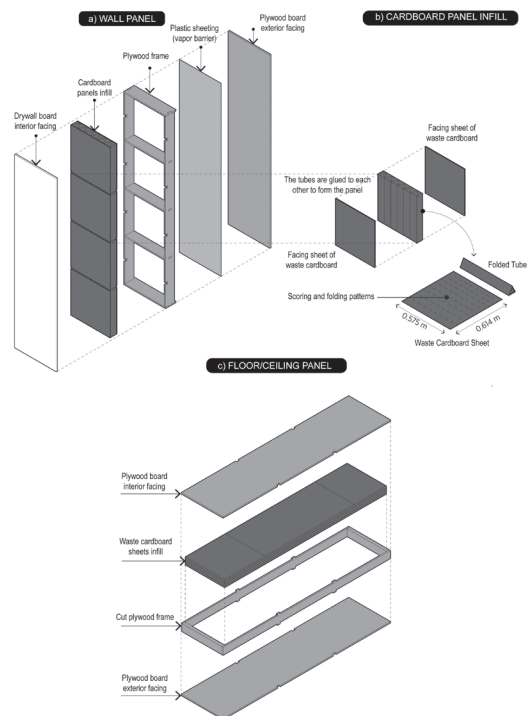 a) WALL PANEL
Plastic sheeting
(vapor barrier)
Plywood board
exterior facing
Plywood frame
Cardboard
panels infill
Drywall board
interior facing
b) CARDBOARD PANEL INFILL
Facing sheet of
waste cardboard
The tubes are glued to each
other to form the panel
Facing sheet of
waste cardboard
Folded Tube
Scoring and folding patterns
0.575 m
0.614 m
Waste Cardboard Sheet
c) FLOOR/CEILING PANEL
Plywood board
interior facing
Waste cardboard
sheets infill
Cut plywood frame
Plywood board
exterior facing